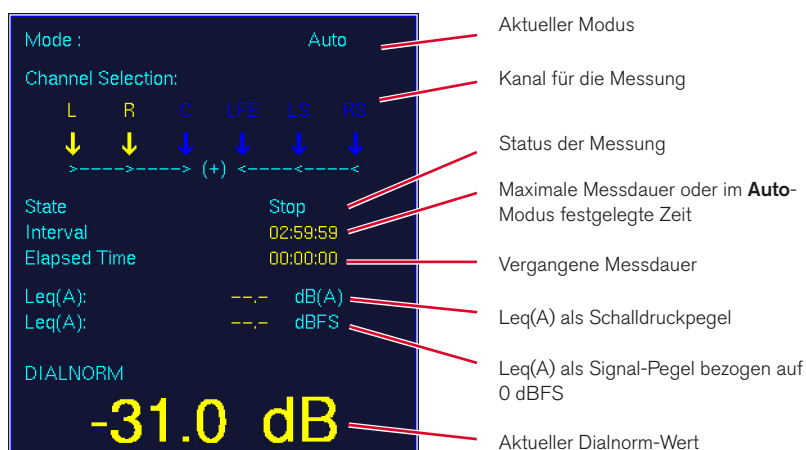 Mode : Auto
Channel Selection:
L R C LFE LS RS
>---->----> (+) <----<----<
State Stop
Interval 02:59:59
Elapsed Time 00:00:00
Leq(A): --.- dB(A)
Leq(A): --.- dBFS
DIALNORM
-31.0 dB
Aktueller Modus
Kanal für die Messung
Status der Messung
Maximale Messdauer oder im Auto-
Modus festgelegte Zeit
Vergangene Messdauer
Leq(A) als Schalldruckpegel
Leq(A) als Signal-Pegel bezogen auf
0 dBFS
Aktueller Dialnorm-Wert